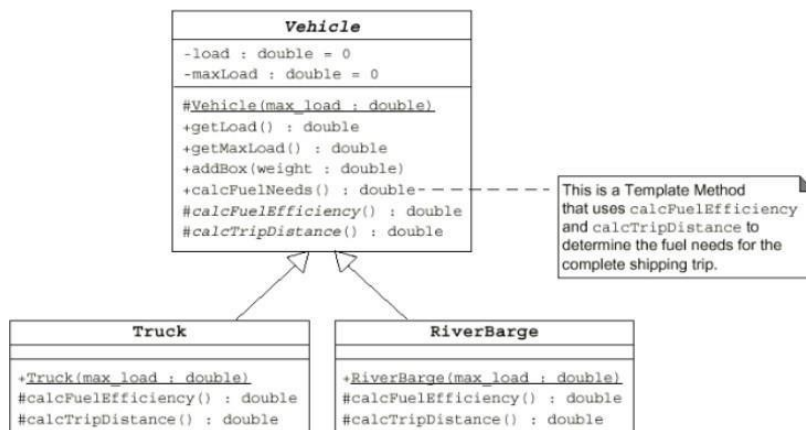 Vehicle
-load : double = 0
-maxLoad : double = 0
#Vehicle(max_load : double)
+getLoad() : double
+getMaxLoad() : double
+addBox(weight : double)
+calcFuelNeeds() : double
#calcFuelEfficiency() : double
#calcTripDistance() : double
This is a Template Method
that uses calcFuelEfficiency
and calcTripDistance to
determine the fuel needs for the
complete shipping trip.
Truck
+Truck(max_load : double)
#calcFuelEfficiency() : double
#calcTripDistance() : double
RiverBarge
+RiverBarge(max_load : double)
#calcFuelEfficiency() : double
#calcTripDistance() : double